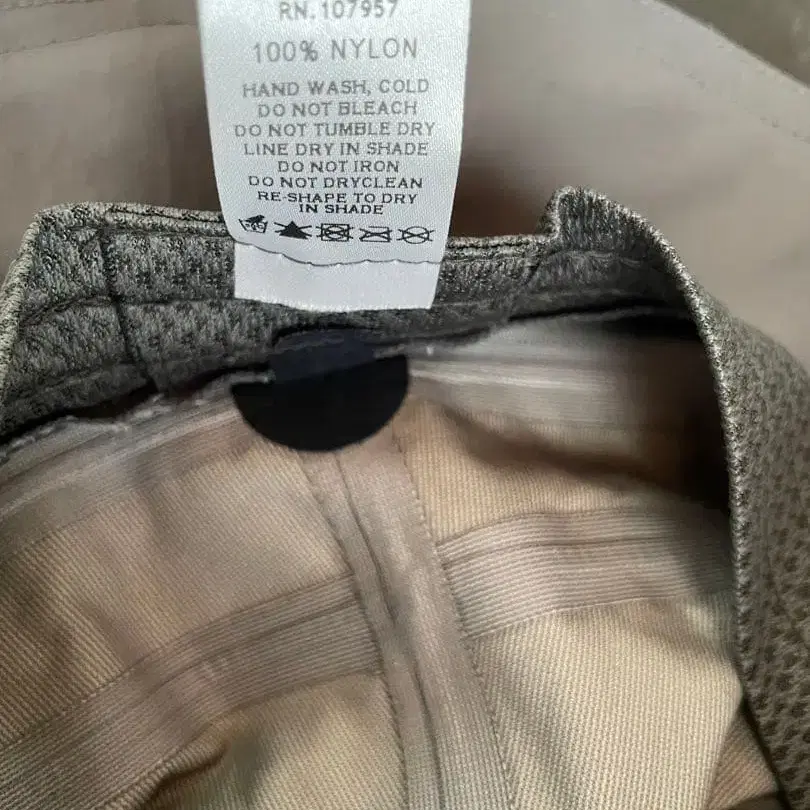 RN.107957
100% NYLON
HAND WASH, COLD
DO NOT BLEACH
DO NOT TUMBLE DRY
LINE DRY IN SHADE
DO NOT IRON
DO NOT DRYCLEAN
RE-SHAPE TO DRY
IN SHADE